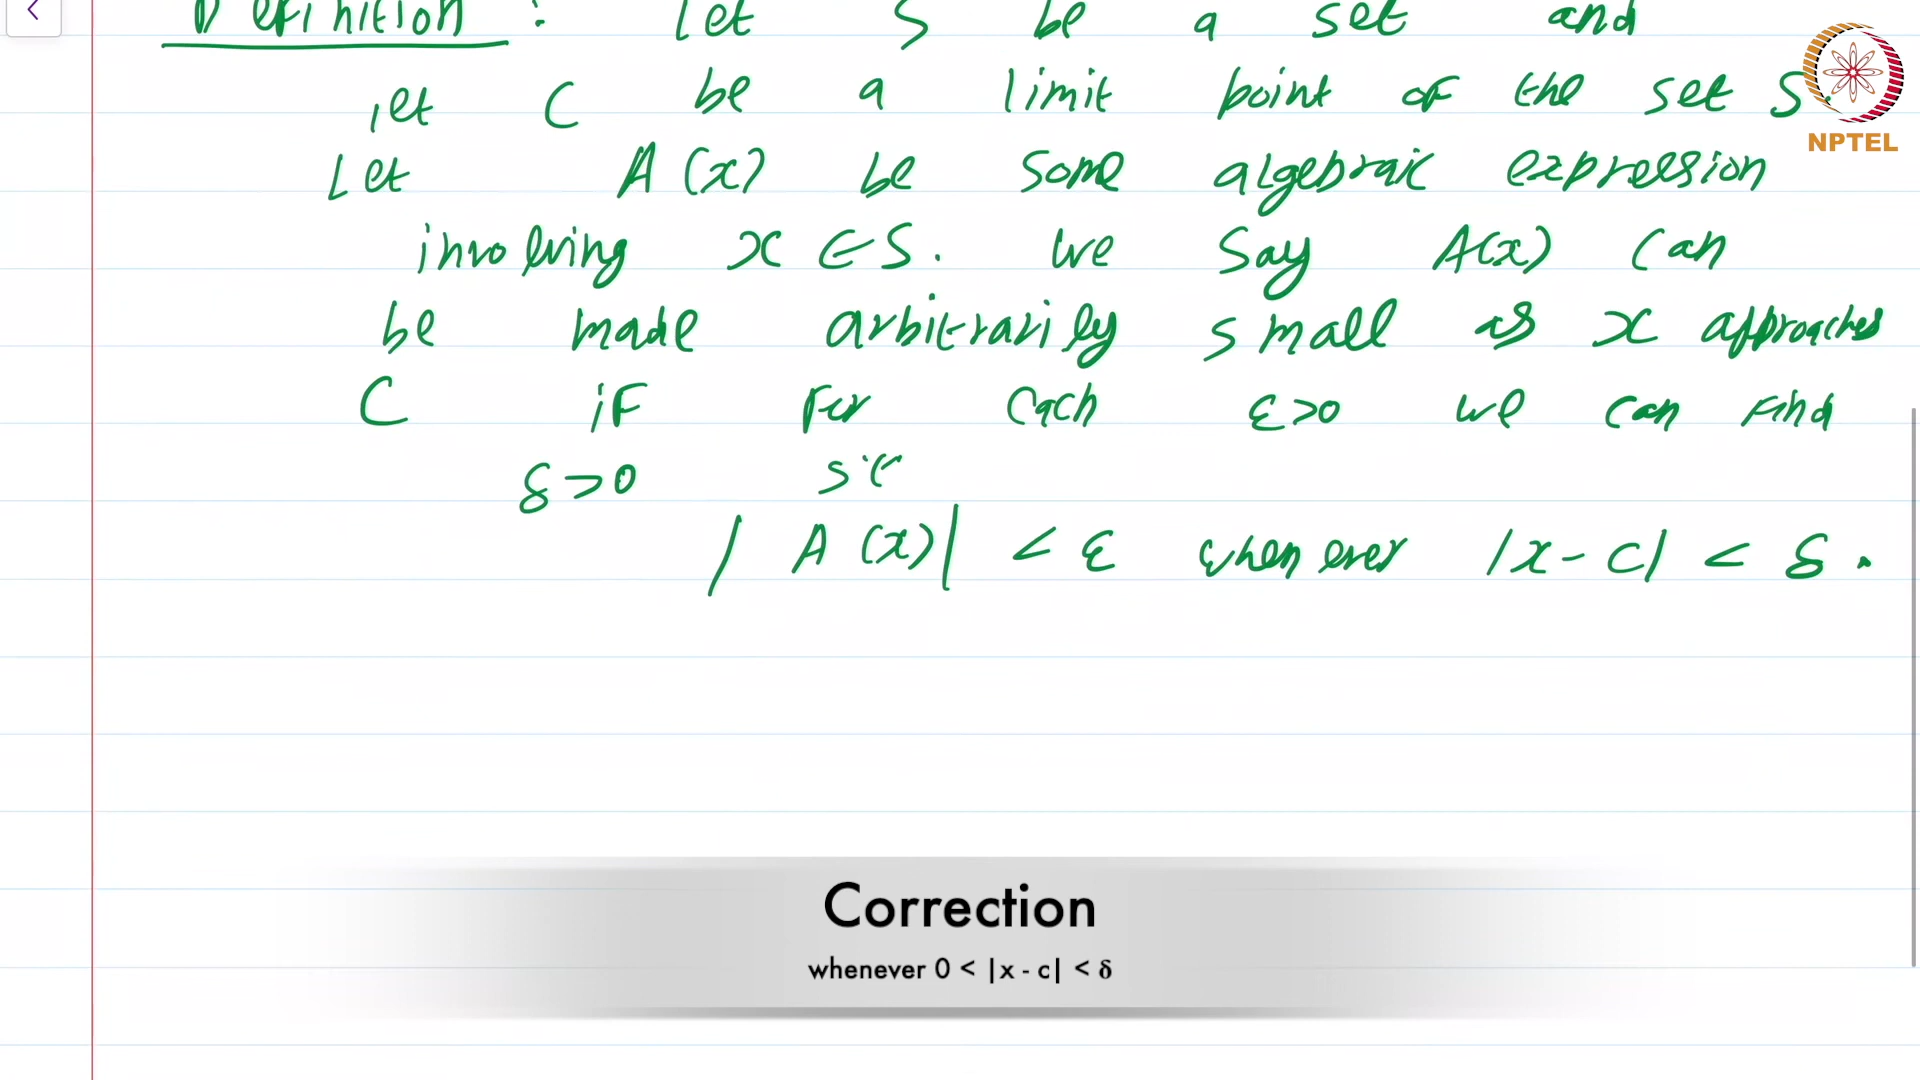 Definition : Let S be a set and
let C be a limit point of the set S.
NPTEL
Let A(x) be some algebraic expression
involving x ∈ S. We say A(x) can
be made arbitrarily small as x approaches
C if for each ε>0 we can find
δ>0 s.t
|A(x)| < ε whenever |x-c| < δ.
Correction
whenever 0 < |x - c| < δ